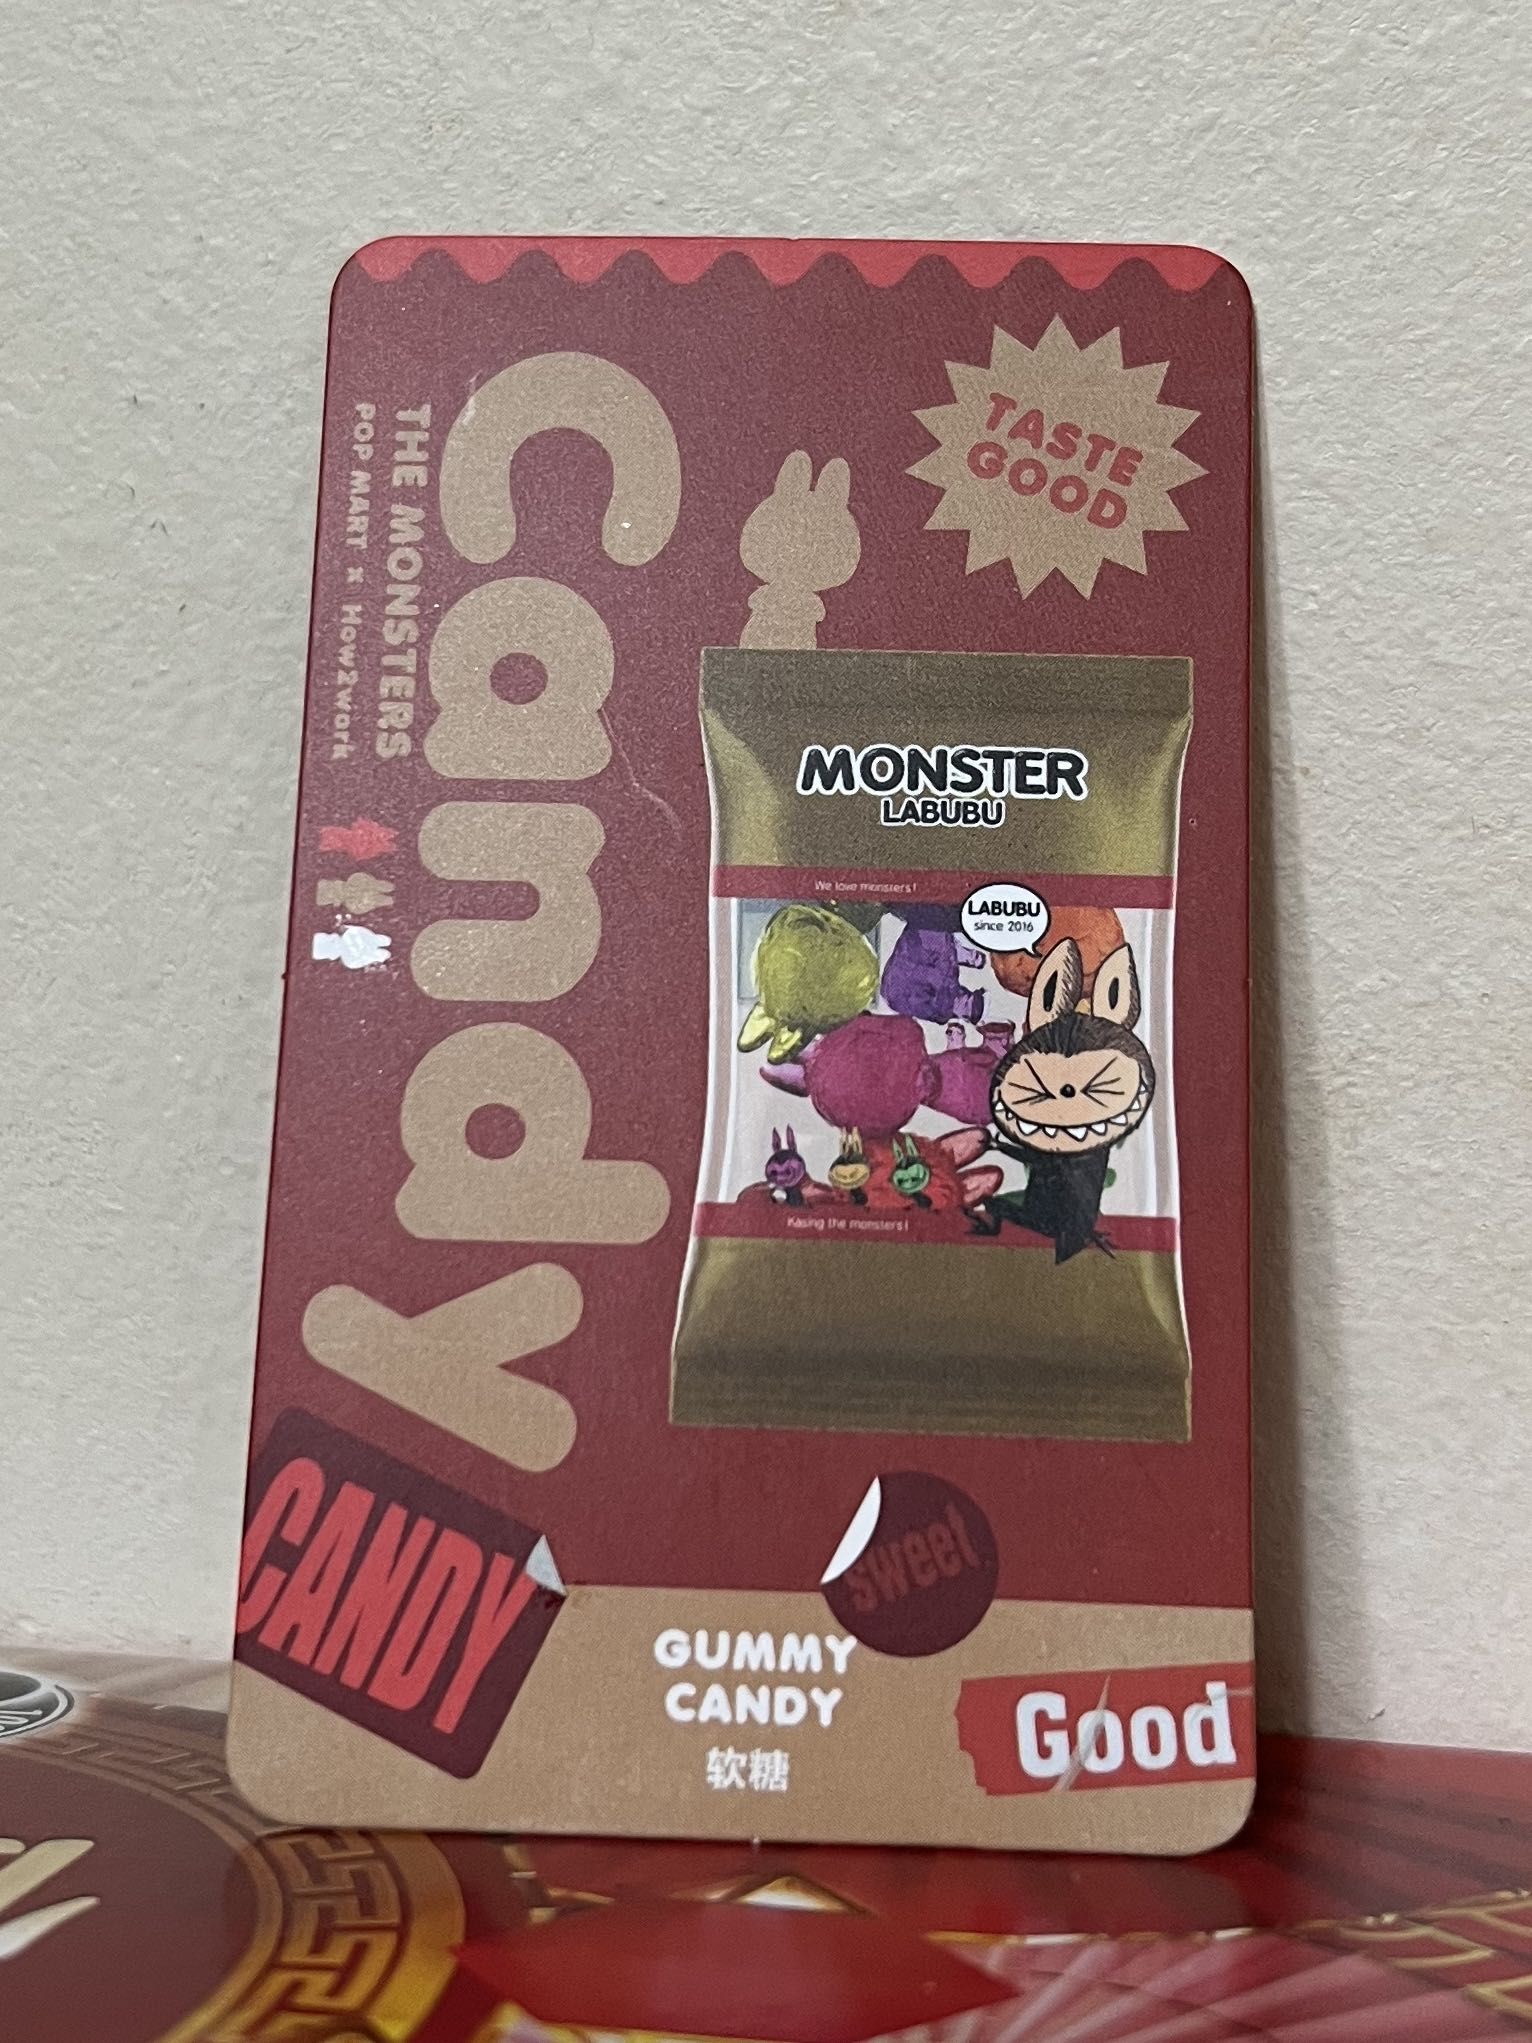 TASTE
GOOD
Candy
THE MONSTERS
POP MART × How2work
MONSTER
LABUBU
We love monsters!
LABUBU
since 2016
Kasing the monsters!
CANDY
sweet
GUMMY
CANDY
软糖
Good